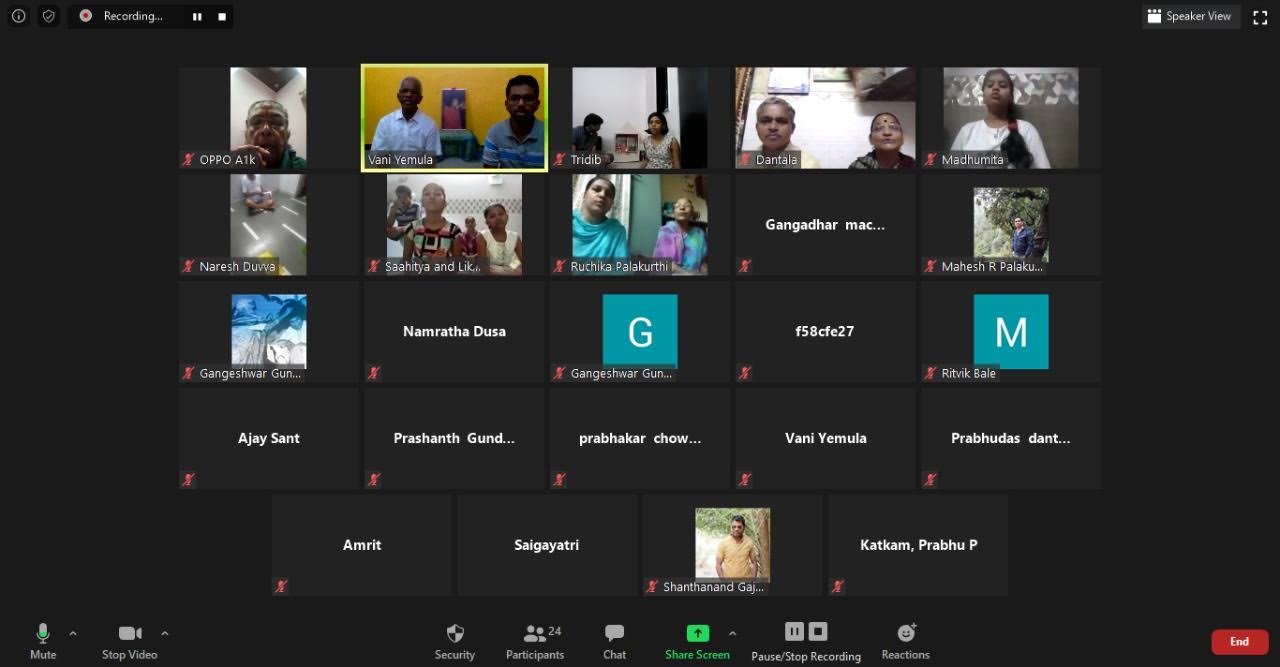 Recording...
Speaker View
OPPO A1k
Vani Yemula
Tridib
Dantala
Madhumita
Naresh Duvva
Saahitya and Lik...
Ruchika Palakurthi
Gangadhar mac...
Mahesh R Palaku...
Gangeshwar Gun...
Namratha Dusa
G
Gangeshwar Gun...
f58cfe27
M
Ritvik Bale
Ajay Sant
Prashanth Gund...
prabhakar chow...
Vani Yemula
Prabhudas dant...
Amrit
Saigayatri
Shanthanand Gaj...
Katkam, Prabhu P
Mute
Stop Video
Security
Participants
24
Chat
Share Screen
Pause/Stop Recording
Reactions
End